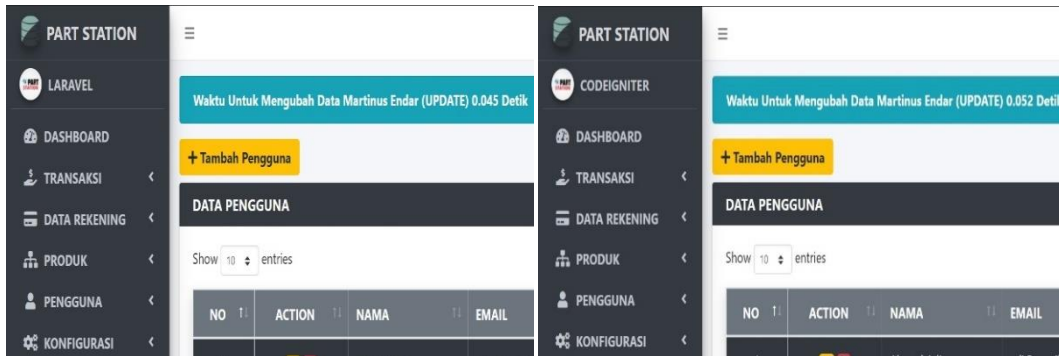 PART STATION
LARAVEL
DASHBOARD
TRANSAKSI
DATA REKENING
PRODUK
PENGGUNA
KONFIGURASI
Waktu Untuk Mengubah Data Martinus Endar (UPDATE) 0.045 Detik
+ Tambah Pengguna
DATA PENGGUNA
Show 10 entries
NO ACTION NAMA EMAIL
PART STATION
CODEIGNITER
DASHBOARD
TRANSAKSI
DATA REKENING
PRODUK
PENGGUNA
KONFIGURASI
Waktu Untuk Mengubah Data Martinus Endar (UPDATE) 0.052 Deti
+ Tambah Pengguna
DATA PENGGUNA
Show 10 entries
NO ACTION NAMA EMAIL